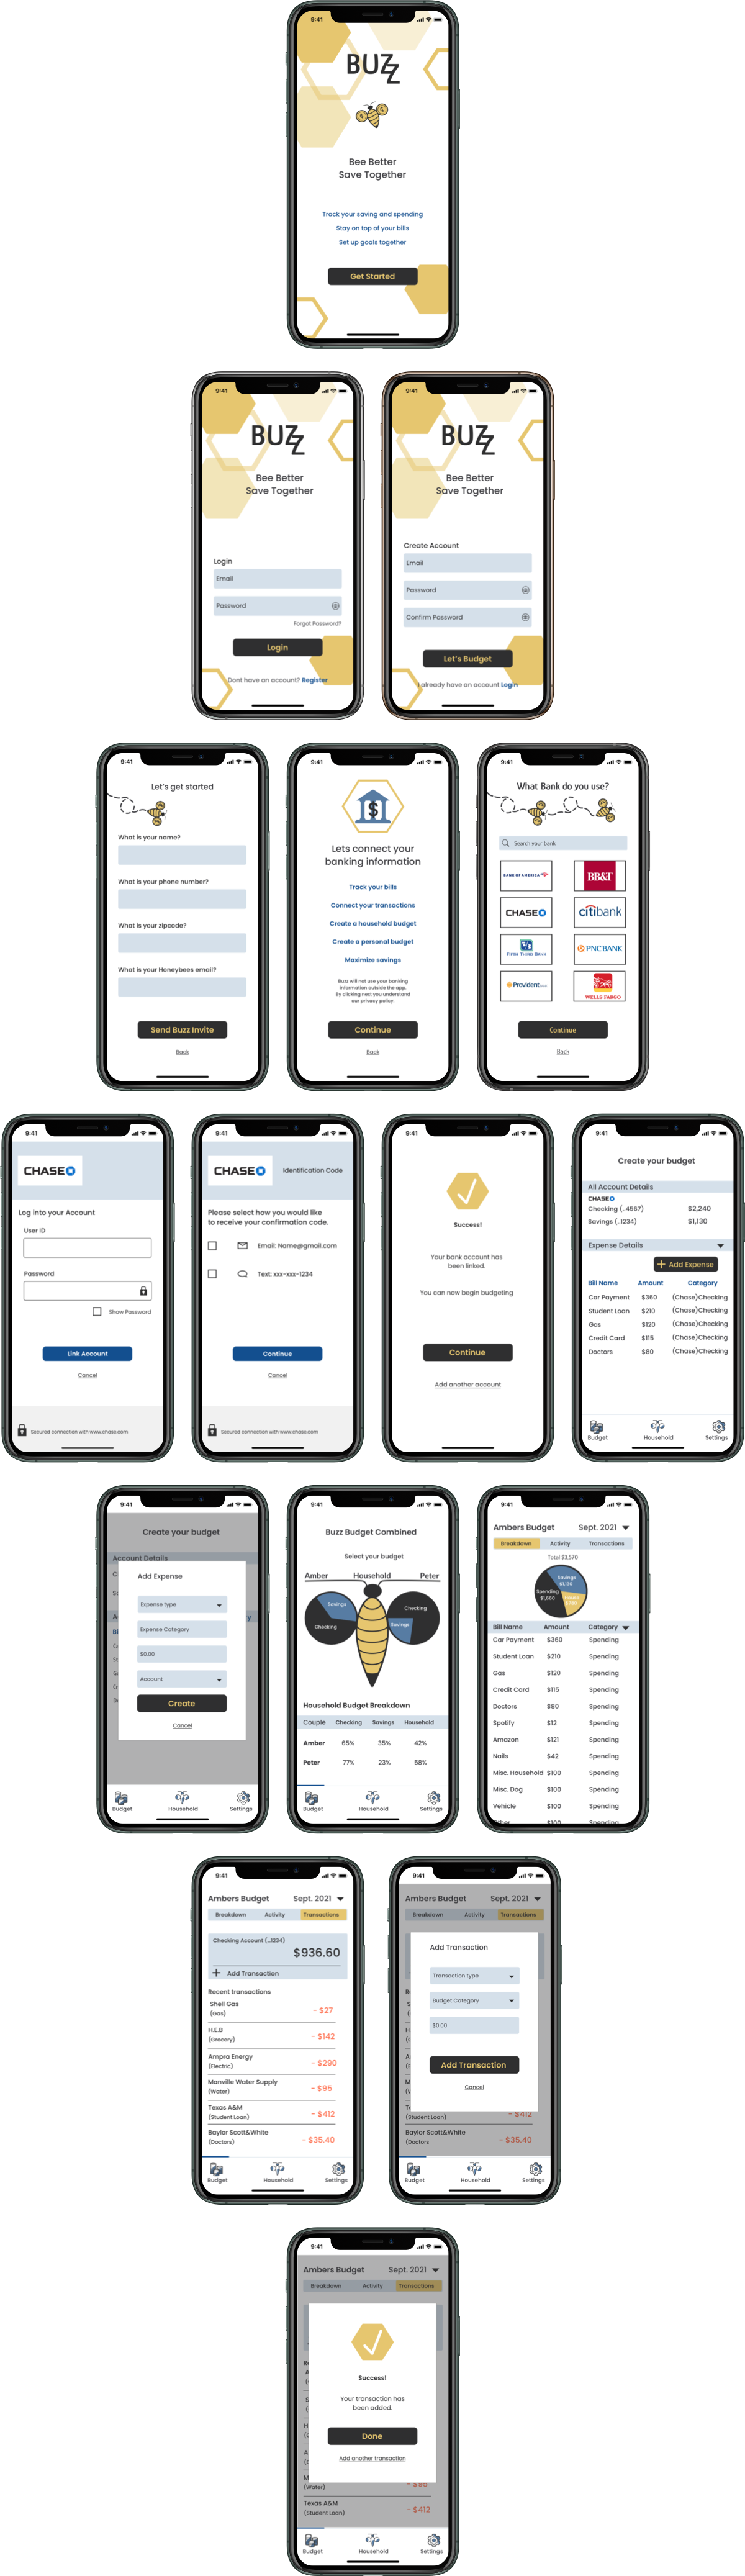 9:41
BUZZ
Bee Better
Save Together
Track your saving and spending
Stay on top of your bills
Set up goals together
Get Started
9:41
BUZZ
Bee Better
Save Together
Login
Email
Password
Forgot Password?
Login
Dont have an account? Register
9:41
BUZZ
Bee Better
Save Together
Create Account
Email
Password
Confirm Password
Let's Budget
I already have an account Login
9:41
Let's get started
What is your name?
What is your phone number?
What is your zipcode?
What is your Honeybees email?
Send Buzz Invite
Back
9:41
$
Lets connect your
banking information
Track your bills
Connect your transactions
Create a household budget
Create a personal budget
Maximize savings
Buzz will not use your banking
information outside the app.
By clicking next you understand
our privacy policy.
Continue
Back
9:41
What Bank do you use?
Search your bank
BANK OF AMERICA
BB&T
CHASE
citibank
FIFTH THIRD BANK
PNC BANK
Provident
WELLS FARGO
Continue
Back
9:41
CHASE
Log into your Account
User ID
Password
Show Password
Link Account
Cancel
Secured connection with www.chase.com
9:41
CHASE
Identification Code
Please select how you would like
to receive your confirmation code.
Email: Name@gmail.com
Text: xxx-xxx-1234
Continue
Cancel
Secured connection with www.chase.com
9:41
Success!
Your bank account has
been linked.
You can now begin budgeting
Continue
Add another account
9:41
Create your budget
All Account Details
CHASE
Checking (..4567) $2,240
Savings (..1234) $1,130
Expense Details
+ Add Expense
Bill Name Amount Category
Car Payment $360 (Chase)Checking
Student Loan $210 (Chase)Checking
Gas $120 (Chase)Checking
Credit Card $115 (Chase)Checking
Doctors $80 (Chase)Checking
Budget Household Settings
9:41
Create your budget
Account Details
Add Expense
Expense type
Expense Category
$0.00
Account
Create
Cancel
Budget Household Settings
9:41
Buzz Budget Combined
Select your budget
Amber Household Peter
Savings
Checking
Checking
Savings
Household Budget Breakdown
Couple Checking Savings Household
Amber 65% 35% 42%
Peter 77% 23% 58%
Budget Household Settings
9:41
Ambers Budget Sept. 2021
Breakdown Activity Transactions
Total $3,570
Savings
Spending
Bill Name Amount Category
Car Payment $360 Spending
Student Loan $210 Spending
Gas $120 Spending
Credit Card $115 Spending
Doctors $80 Spending
Spotify $12 Spending
Amazon $121 Spending
Nails $42 Spending
Misc. Household $100 Spending
Misc. Dog $100 Spending
Vehicle $100 Spending
Other $100 Spending
9:41
Ambers Budget Sept. 2021
Breakdown Activity Transactions
Checking Account (..1234)
$936.60
+ Add Transaction
Recent transactions
Shell Gas
(Gas) - $27
H.E.B
(Grocery) - $142
Ampra Energy
(Electric) - $290
Manville Water Supply
(Water) - $95
Texas A&M
(Student Loan) - $412
Baylor Scott&White
(Doctors) - $35.40
Budget Household Settings
9:41
Ambers Budget Sept. 2021
Breakdown Activity Transactions
Add Transaction
Transaction type
Budget Category
$0.00
Add Transaction
Cancel
- $412
Baylor Scott&White
(Doctors - $35.40
Budget Household Settings
9:41
Ambers Budget Sept. 2021
Breakdown Activity Transactions
Success!
Your transaction has
been added.
Done
Add another transaction
(Water) - $95
Texas A&M
(Student Loan) - $412
Budget Household Settings